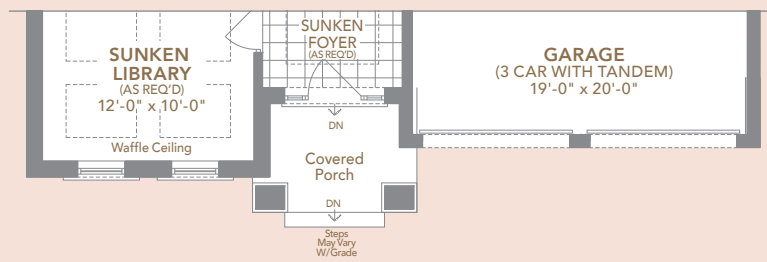 SUNKEN
LIBRARY
(AS REQ'D)
12'-0" x 10'-0"
Waffle Ceiling
SUNKEN
FOYER
(AS REQ'D)
DN
Covered
Porch
DN
Steps
May Vary
W/Grade
GARAGE
(3 CAR WITH TANDEM)
19'-0" x 20'-0"